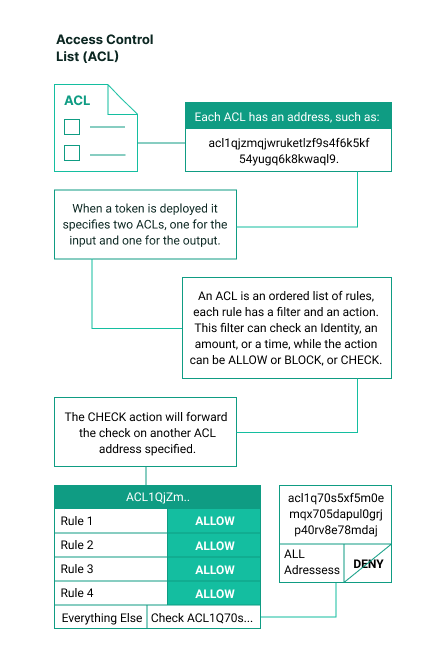 Access Control
List (ACL)
ACL
Each ACL has an address, such as:
acl1qjzmqjwruketlzf9s4f6k5kf
54yugq6k8kwaql9.
When a token is deployed it
specifies two ACLs, one for the
input and one for the output.
An ACL is an ordered list of rules,
each rule has a filter and an action.
This filter can check an Identity, an
amount, or a time, while the action
can be ALLOW or BLOCK, or CHECK.
The CHECK action will forward
the check on another ACL
address specified.
ACL1QjZm..
Rule 1 ALLOW
Rule 2 ALLOW
Rule 3 ALLOW
Rule 4 ALLOW
Everything Else Check ACL1Q70s...
acl1q70s5xf5m0e
mqx705dapul0grj
p40rv8e78mdaj
ALL
Adressess
DENY